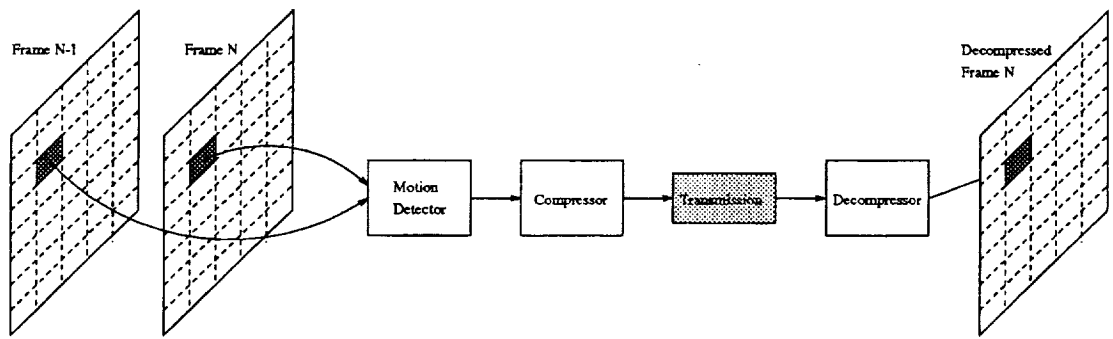 Frame N-1
Frame N
Decompressed
Frame N
Motion
Detector
Compressor
Transmission
Decompressor